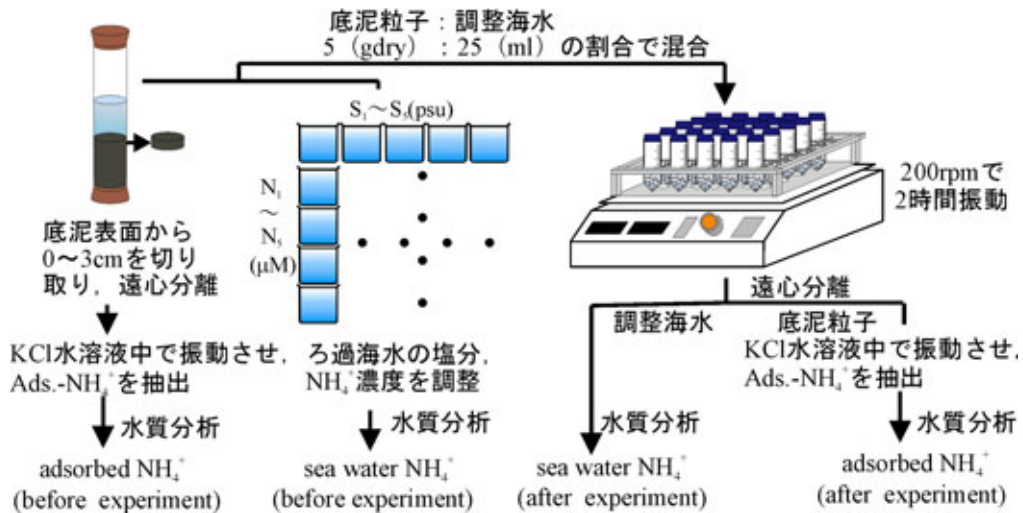 底泥粒子：調整海水
5（gdry）：25（ml）の割合で混合
S₁～S₅(psu)
N₁
～
N₅
(μM)
200rpmで
2時間振動
底泥表面から
0～3cmを切り
取り，遠心分離
遠心分離
調整海水
底泥粒子
KCl水溶液中で振動させ，
Ads.-NH₄⁺を抽出
ろ過海水の塩分，
NH₄⁺濃度を調整
KCl水溶液中で振動させ，
Ads.-NH₄⁺を抽出
水質分析
水質分析
水質分析
水質分析
adsorbed NH₄⁺
(before experiment)
sea water NH₄⁺
(before experiment)
sea water NH₄⁺
(after experiment)
adsorbed NH₄⁺
(after experiment)